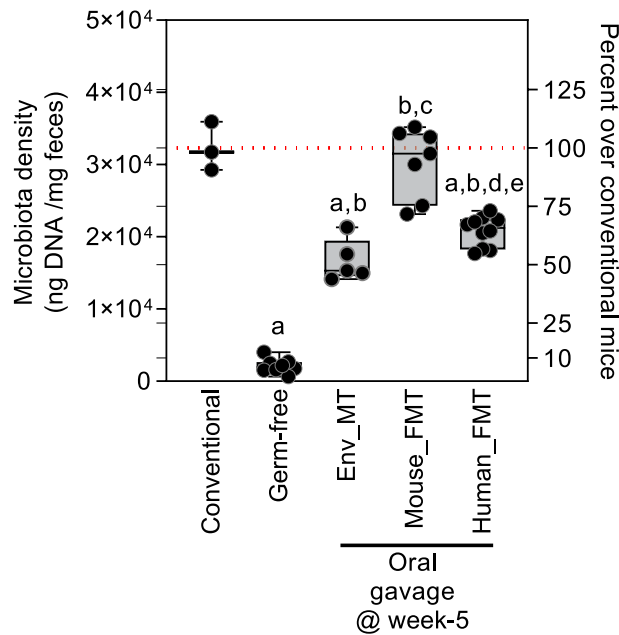 Microbiota density
(ng DNA /mg feces)
5×10⁴
4×10⁴
3×10⁴
2×10⁴
1×10⁴
0
a
a,b
b,c
a,b,d,e
125
100
75
50
25
10
Percent over conventional mice
Conventional
Germ-free
Env_MT
Mouse_FMT
Human_FMT
Oral
gavage
@ week-5